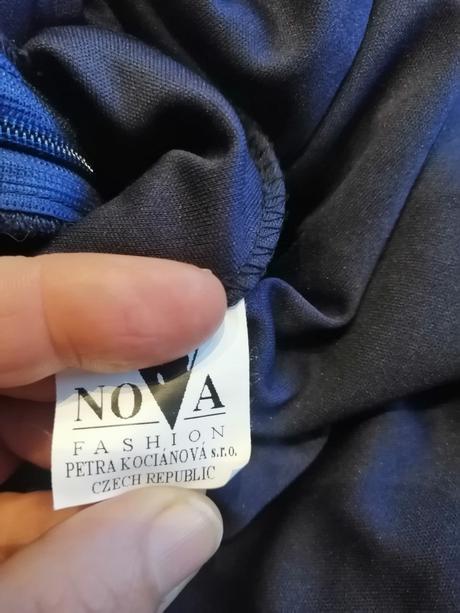 NOVA
FASHION
PETRA KOCIÁNOVÁ s.r.o.
CZECH REPUBLIC